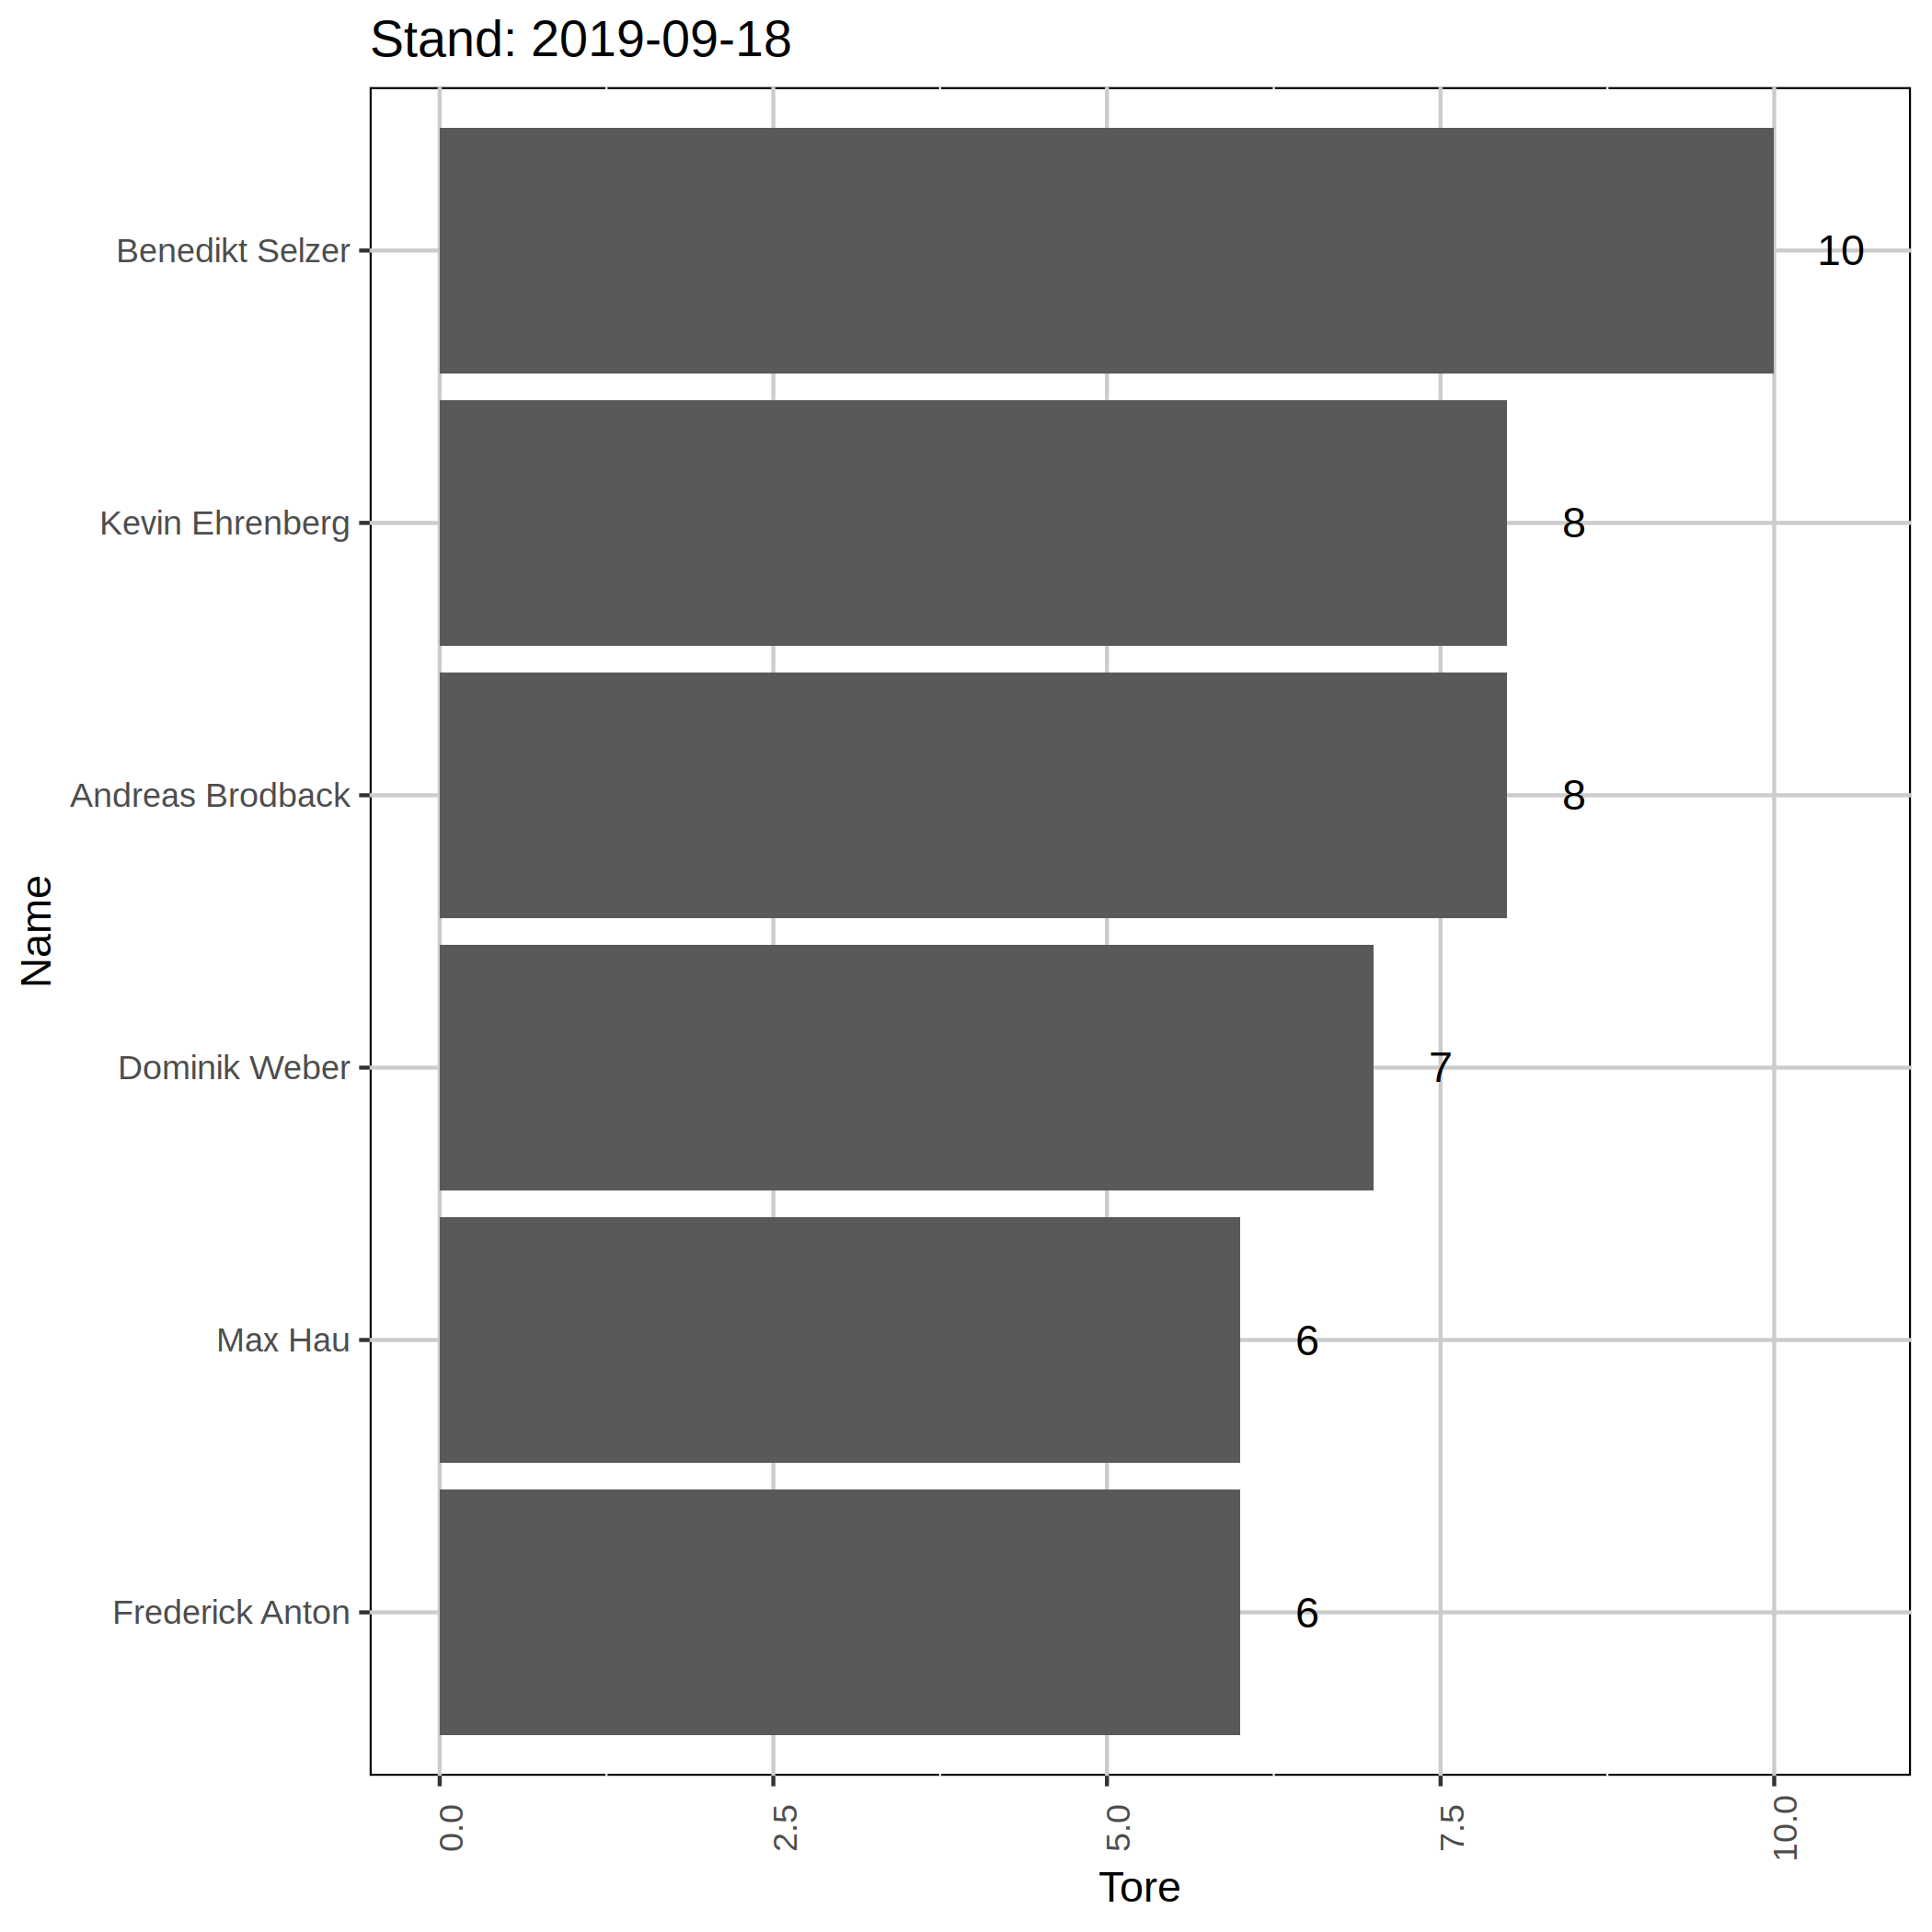 Stand: 2019-09-18
Benedikt Selzer
10
Kevin Ehrenberg
8
Andreas Brodback
8
Name
Dominik Weber
7
Max Hau
6
Frederick Anton
6
0.0
2.5
5.0
7.5
10.0
Tore